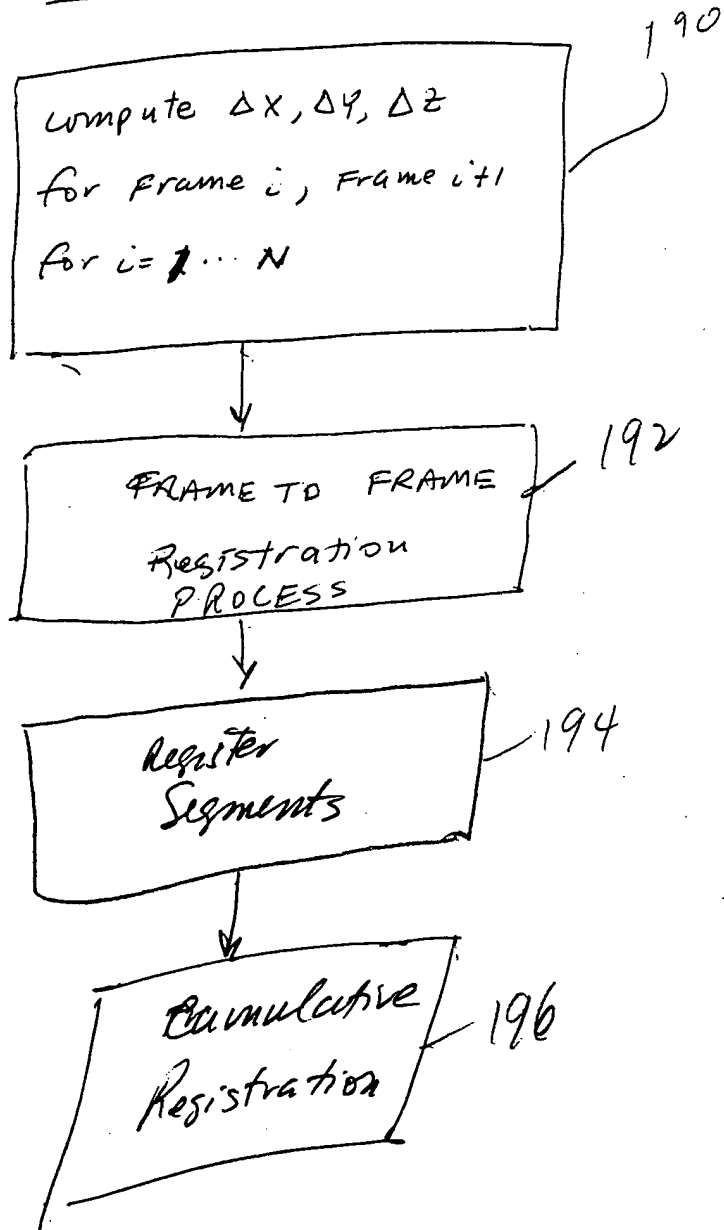 190
compute ΔX, ΔY, ΔZ
for Frame i, Frame i+1
for i= 1 ... N
192
FRAME TO FRAME
Registration
PROCESS
194
Register
Segments
196
Cumulative
Registration